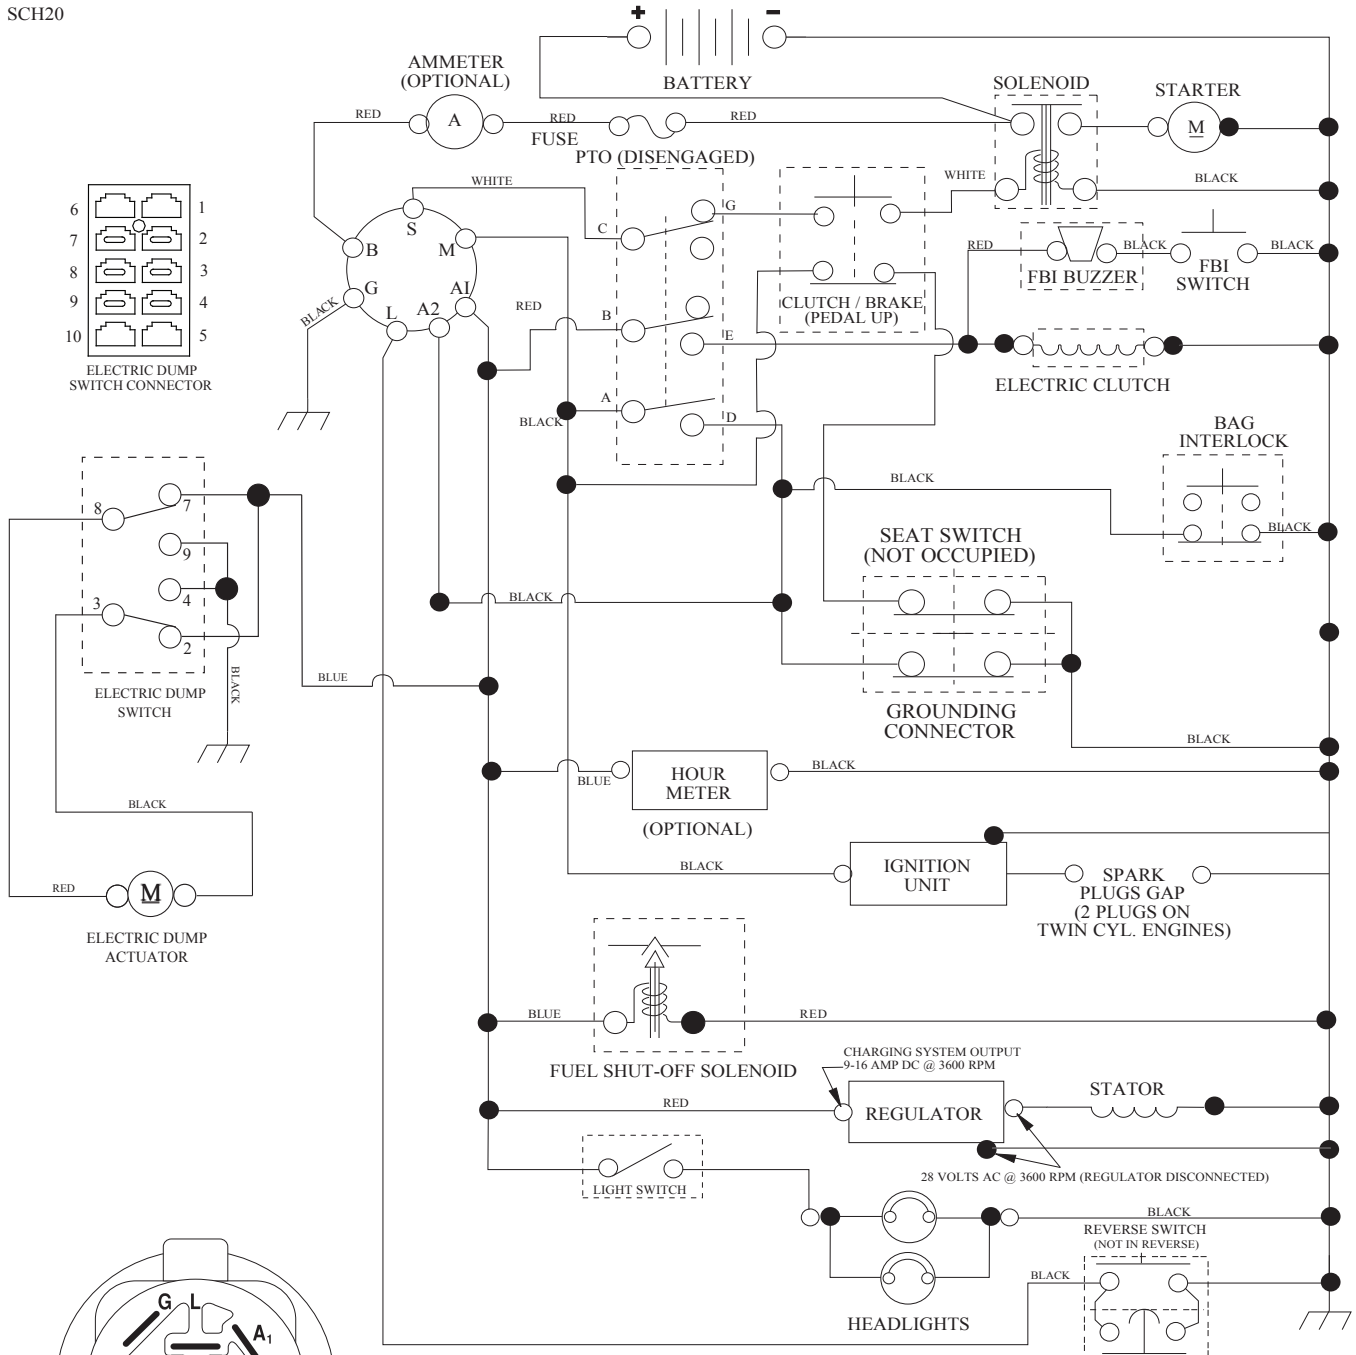 SCH20
+ −
BATTERY
AMMETER
(OPTIONAL)
A
RED
RED
FUSE
RED
PTO (DISENGAGED)
SOLENOID
STARTER
M
WHITE
WHITE
BLACK
6 1
7 2
8 3
9 4
10 5
ELECTRIC DUMP
SWITCH CONNECTOR
S
B
M
G
A1
L
A2
BLACK
RED
C
G
B
E
A
D
BLACK
CLUTCH / BRAKE
(PEDAL UP)
RED
FBI BUZZER
BLACK
FBI
SWITCH
BLACK
ELECTRIC CLUTCH
BAG
INTERLOCK
BLACK
BLACK
8
7
9
4
3
2
BLACK
ELECTRIC DUMP
SWITCH
BLUE
BLACK
SEAT SWITCH
(NOT OCCUPIED)
GROUNDING
CONNECTOR
BLACK
BLUE
HOUR
METER
(OPTIONAL)
BLACK
BLACK
RED
M
ELECTRIC DUMP
ACTUATOR
BLACK
IGNITION
UNIT
SPARK
PLUGS GAP
(2 PLUGS ON
TWIN CYL. ENGINES)
BLUE
RED
FUEL SHUT-OFF SOLENOID
CHARGING SYSTEM OUTPUT
9-16 AMP DC @ 3600 RPM
RED
REGULATOR
STATOR
28 VOLTS AC @ 3600 RPM (REGULATOR DISCONNECTED)
LIGHT SWITCH
BLACK
HEADLIGHTS
REVERSE SWITCH
(NOT IN REVERSE)
BLACK
G L
A1